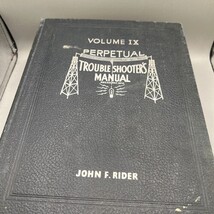 VOLUME IX
PERPETUAL
TROUBLE SHOOTER'S
MANUAL
JOHN F. RIDER